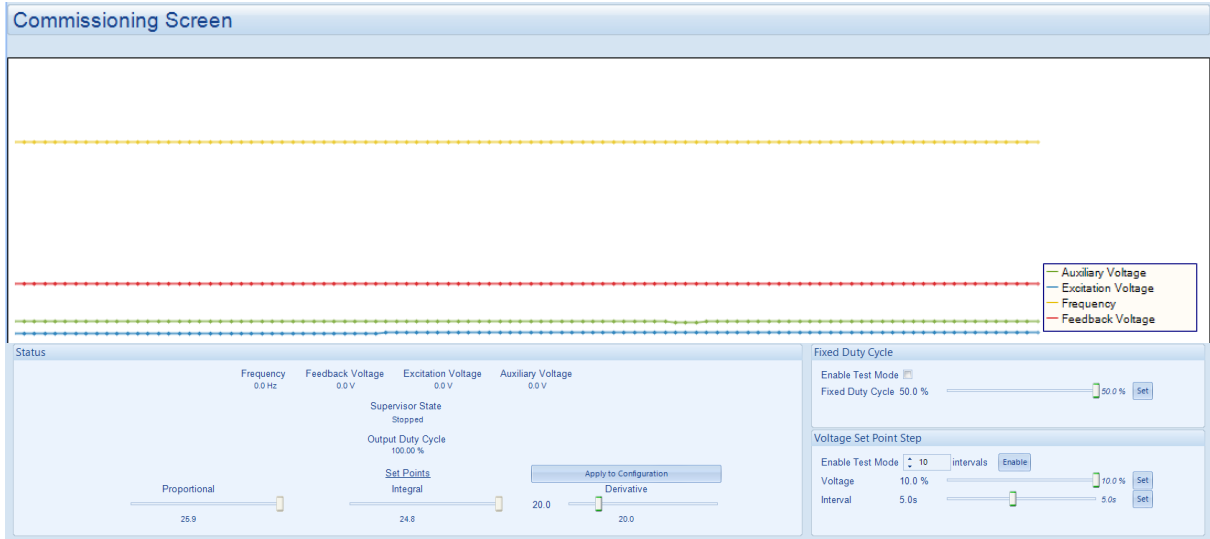 Commissioning Screen
Auxiliary Voltage
Excitation Voltage
Frequency
Feedback Voltage
Status
Frequency Feedback Voltage Excitation Voltage Auxiliary Voltage
0.0 Hz 0.0 V 0.0 V 0.0 V
Supervisor State
Stopped
Output Duty Cycle
100.00 %
Set Points Apply to Configuration
Proportional Integral Derivative
20.0
25.9 24.8 20.0
Fixed Duty Cycle
Enable Test Mode
Fixed Duty Cycle 50.0 % 50.0 % Set
Voltage Set Point Step
Enable Test Mode 10 intervals Enable
Voltage 10.0 % 10.0 % Set
Interval 5.0s 5.0s Set